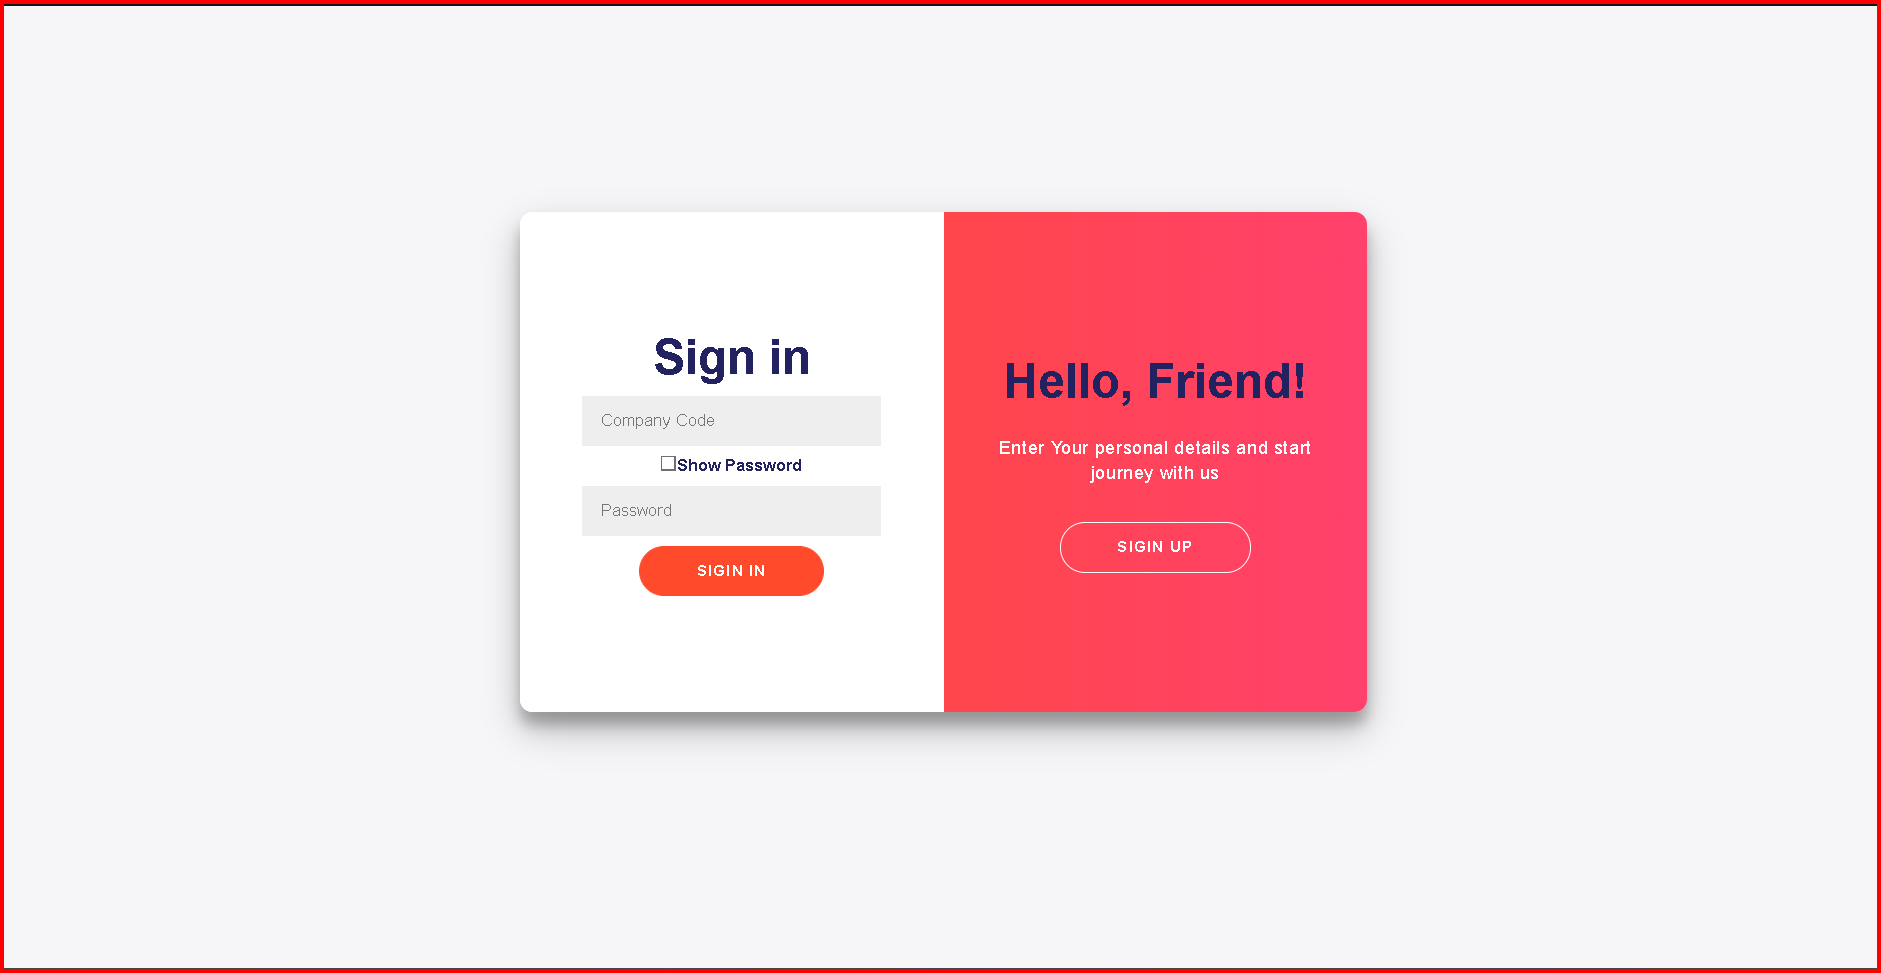 Sign in
Company Code
Show Password
Password
SIGIN IN
Hello, Friend!
Enter Your personal details and start
journey with us
SIGIN UP